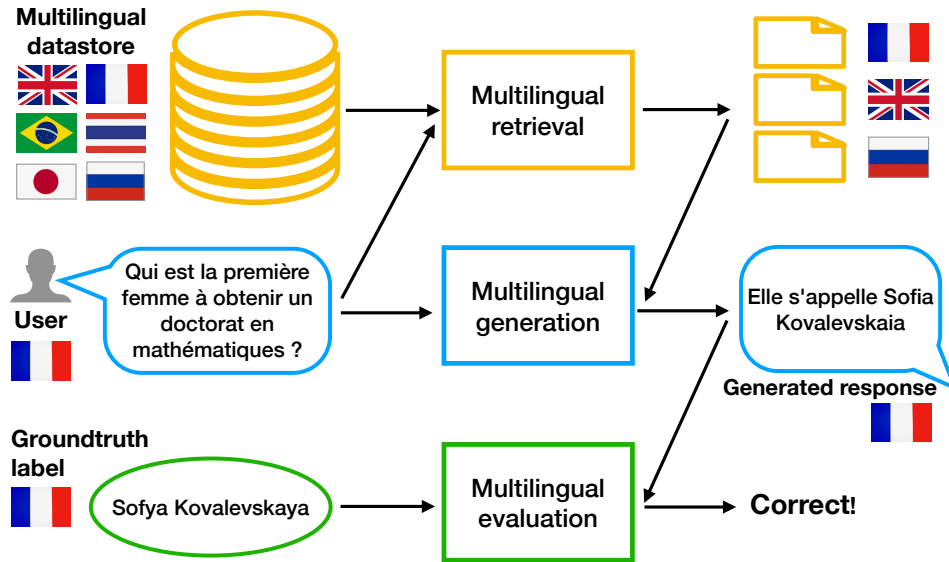 Multilingual
datastore
Multilingual
retrieval
User
Qui est la première
femme à obtenir un
doctorat en
mathématiques ?
Multilingual
generation
Elle s'appelle Sofia
Kovalevskaia
Generated response
Groundtruth
label
Sofya Kovalevskaya
Multilingual
evaluation
Correct!